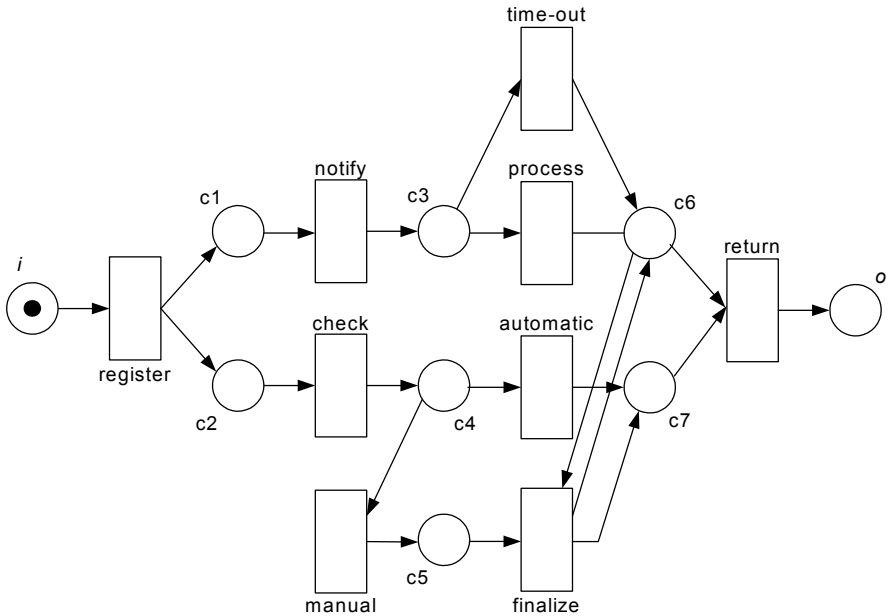 time-out
notify
process
c1
c3
c6
i
return
o
check
automatic
register
c2
c4
c7
c5
manual
finalize